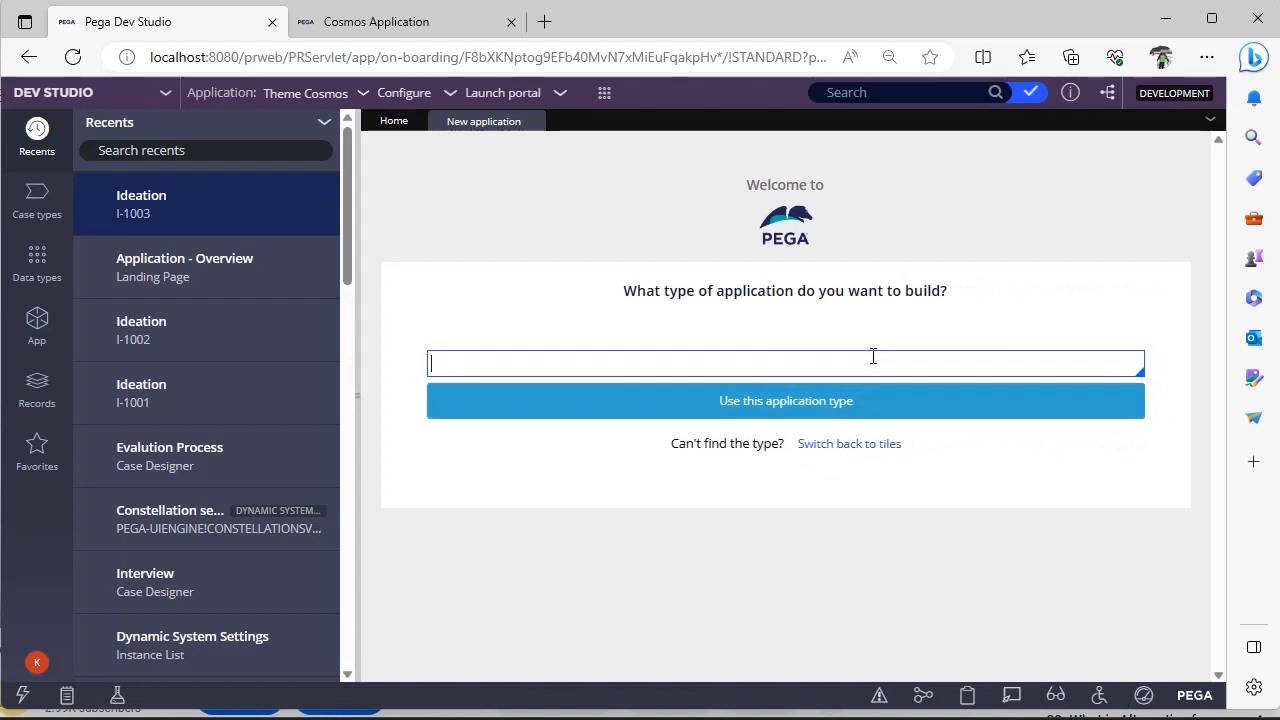 Pega Dev Studio
Cosmos Application
localhost:8080/prweb/PRServlet/app/on-boarding/F8bXKNptog9FFb40MvN7xMiEuFqakpHv*/!STANDARD?p...
DEV STUDIO
Application: Theme Cosmos
Configure
Launch portal
Search
DEVELOPMENT
Recents
Case types
Data types
App
Records
Favorites
K
Recents
Search recents
Ideation
I-1003
Application - Overview
Landing Page
Ideation
I-1002
Ideation
I-1001
Evalution Process
Case Designer
Constellation se... DYNAMIC SYSTEM...
PEGA-UIENGINE!CONSTELLATIONSV...
Interview
Case Designer
Dynamic System Settings
Instance List
Home
New application
Welcome to
PEGA
What type of application do you want to build?
Use this application type
Can't find the type? Switch back to tiles
PEGA